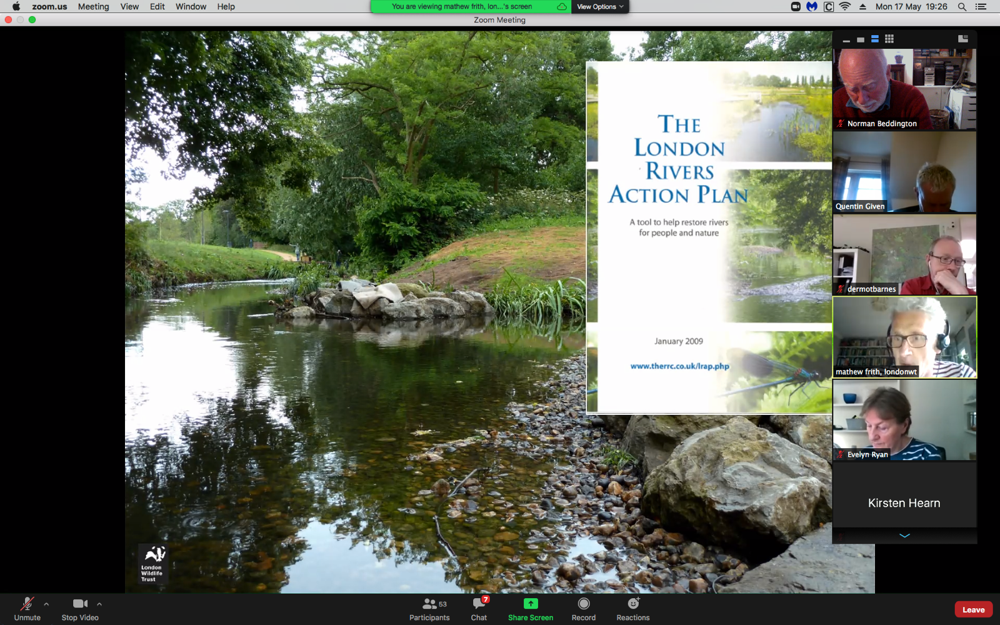 zoom.us Meeting View Edit Window Help
You are viewing mathew frith, lon...'s screen
View Options
Mon 17 May 19:26
Zoom Meeting
THE
LONDON
RIVERS
ACTION PLAN
A tool to help restore rivers
for people and nature
January 2009
www.therrc.co.uk/lrap.php
Norman Beddington
Quentin Given
dermotbarnes
mathew frith, londonwt
Evelyn Ryan
Kirsten Hearn
London
Wildlife
Trust
Unmute
Stop Video
53
Participants
7
Chat
Share Screen
Record
Reactions
Leave